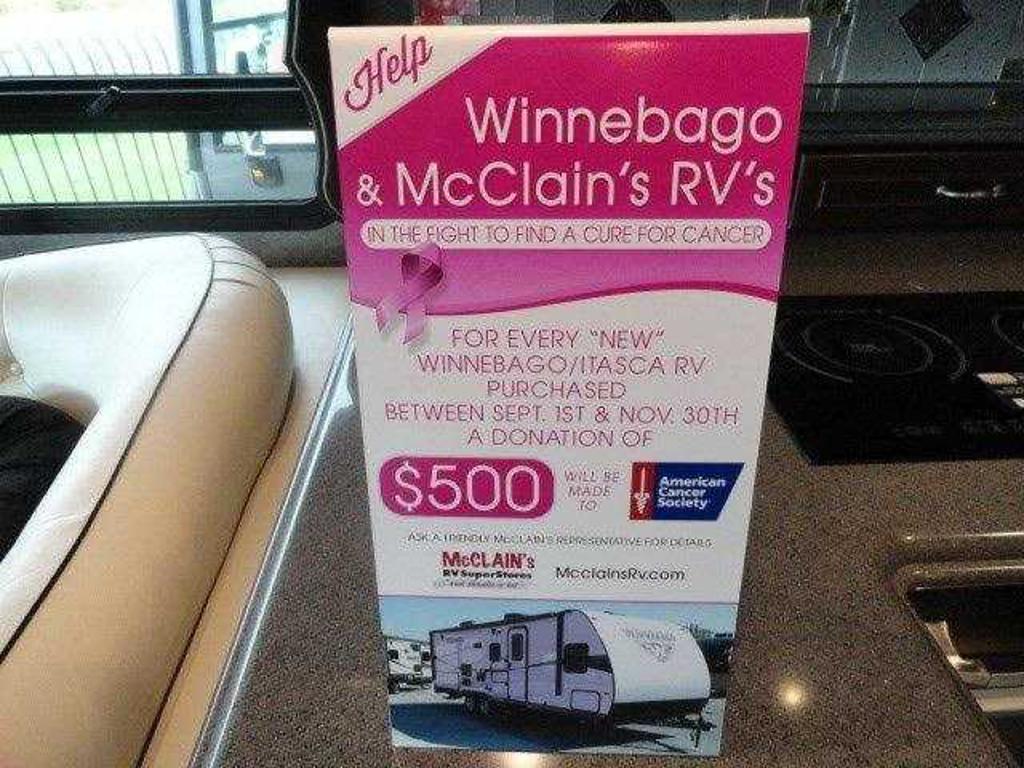 Help
Winnebago
& McClain's RV's
IN THE FIGHT TO FIND A CURE FOR CANCER
FOR EVERY "NEW"
WINNEBAGO/ITASCA RV
PURCHASED
BETWEEN SEPT. 1ST & NOV. 30TH
A DONATION OF
$500
WILL BE
MADE
TO
American
Cancer
Society
ASK A FRIENDLY McCLAIN'S REPRESENTATIVE FOR DETAILS
McCLAIN's
RV SuperStores
McclainsRv.com
WINNEBAGO